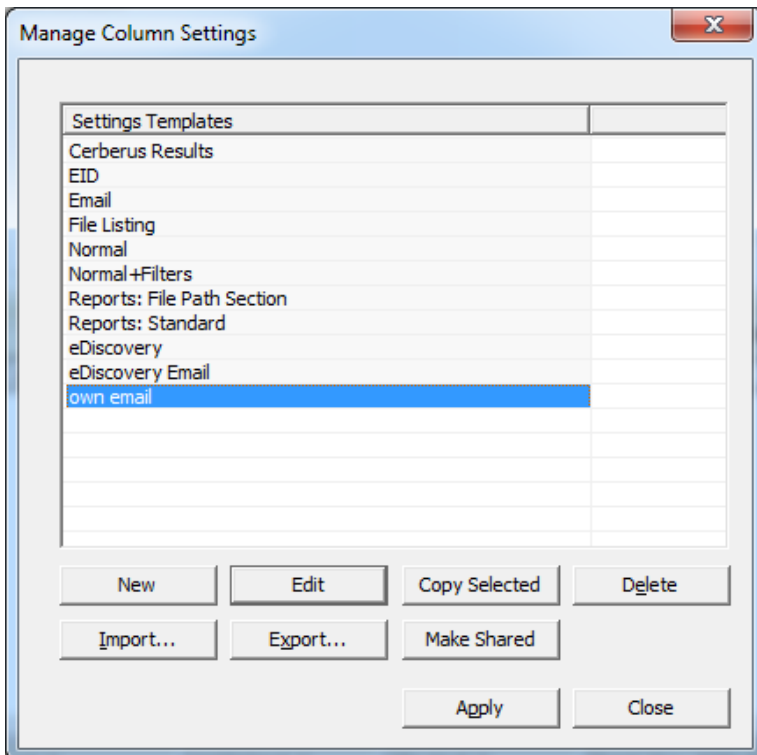 Manage Column Settings
Settings Templates
Cerberus Results
EID
Email
File Listing
Normal
Normal+Filters
Reports: File Path Section
Reports: Standard
eDiscovery
eDiscovery Email
own email
New Edit Copy Selected Delete
Import... Export... Make Shared
Apply Close